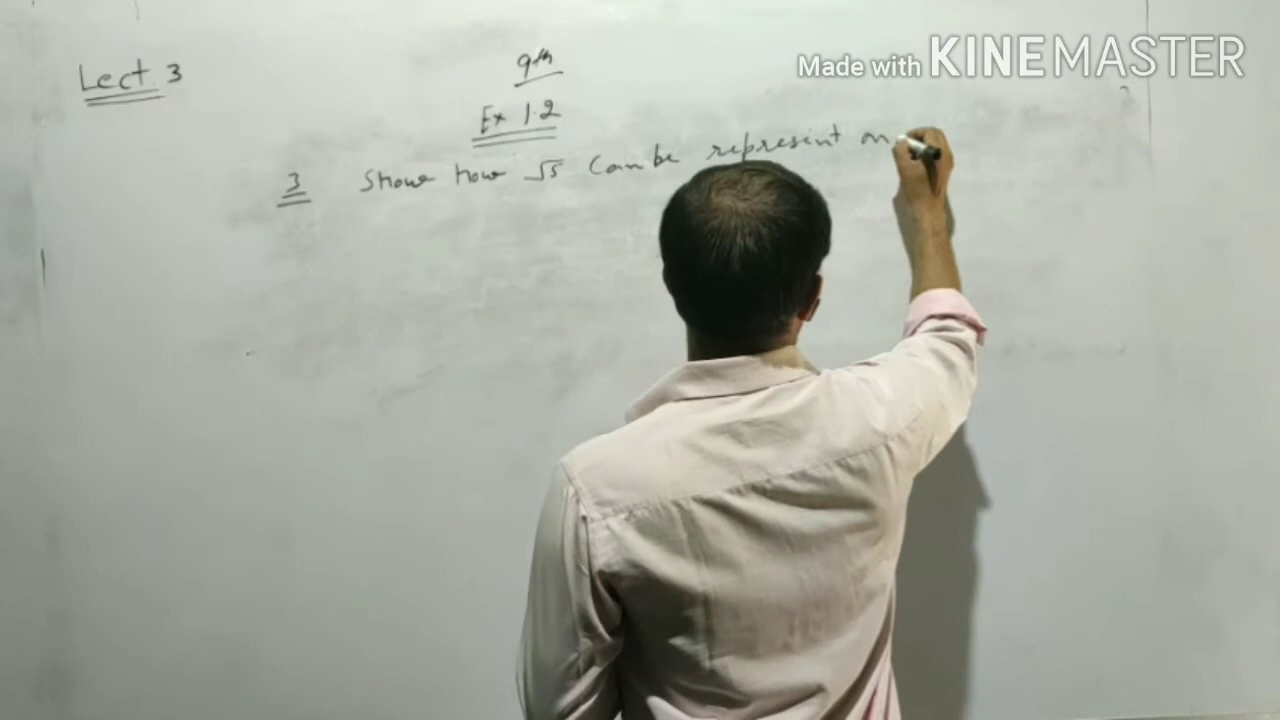 Made with KINEMASTER
Lect 3
9th
Ex 1.2
3 Show how √5 can be represent on